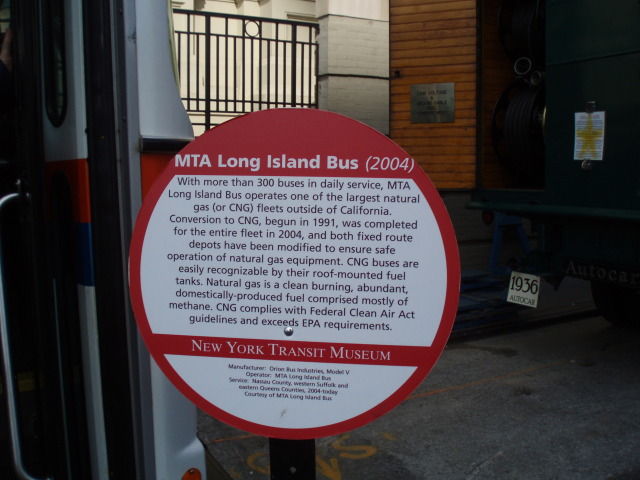 MTA Long Island Bus (2004)
With more than 300 buses in daily service, MTA
Long Island Bus operates one of the largest natural
gas (or CNG) fleets outside of California.
Conversion to CNG, begun in 1991, was completed
for the entire fleet in 2004, and both fixed route
depots have been modified to ensure safe
operation of natural gas equipment. CNG buses are
easily recognizable by their roof-mounted fuel
tanks. Natural gas is a clean burning, abundant,
domestically-produced fuel comprised mostly of
methane. CNG complies with Federal Clean Air Act
guidelines and exceeds EPA requirements.
NEW YORK TRANSIT MUSEUM
Manufacturer: Orion Bus Industries, Model V
Operator: MTA Long Island Bus
Service: Nassau County, western Suffolk and
eastern Queens Counties, 2004-today
Courtesy of MTA Long Island Bus
Autocar
1936
AUTOCAR